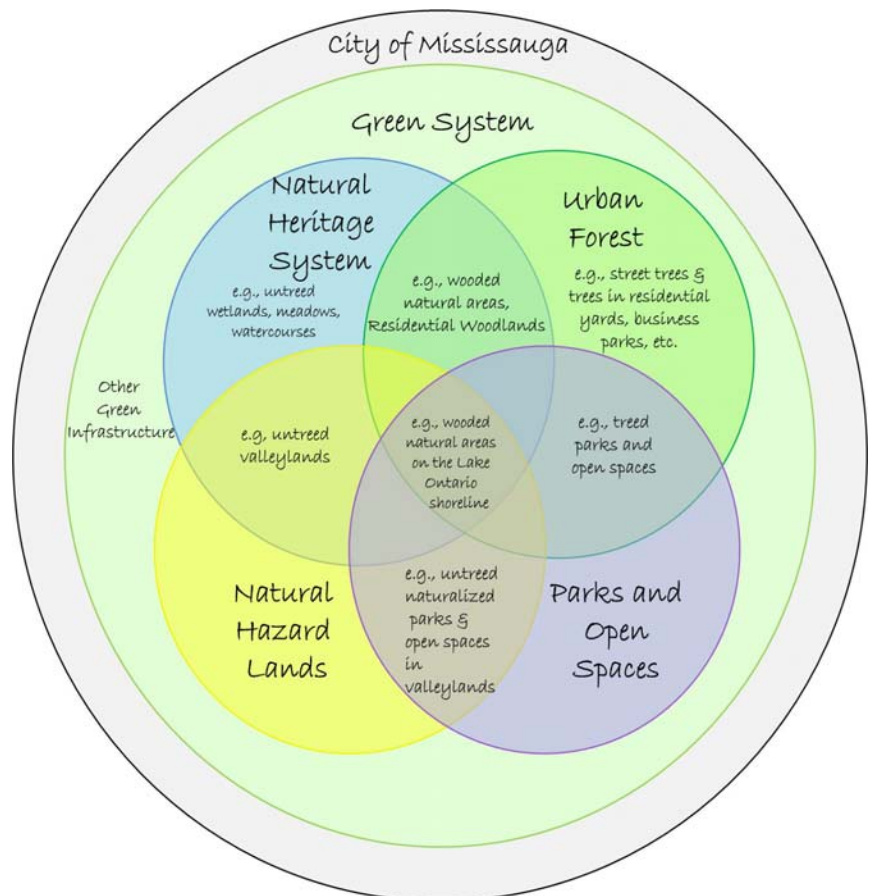 City of Mississauga
Green System
Natural
Heritage
System
e.g., untreed
wetlands, meadows,
watercourses
e.g., wooded
natural areas,
Residential Woodlands
Urban
Forest
e.g., street trees &
trees in residential
yards, business
parks, etc.
Other
Green
Infrastructure
e.g, untreed
valleylands
e.g., wooded
natural areas
on the Lake
Ontario
shoreline
e.g., treed
parks and
open spaces
Natural
Hazard
Lands
e.g., untreed
naturalized
parks &
open spaces
in
valleylands
Parks and
Open
Spaces